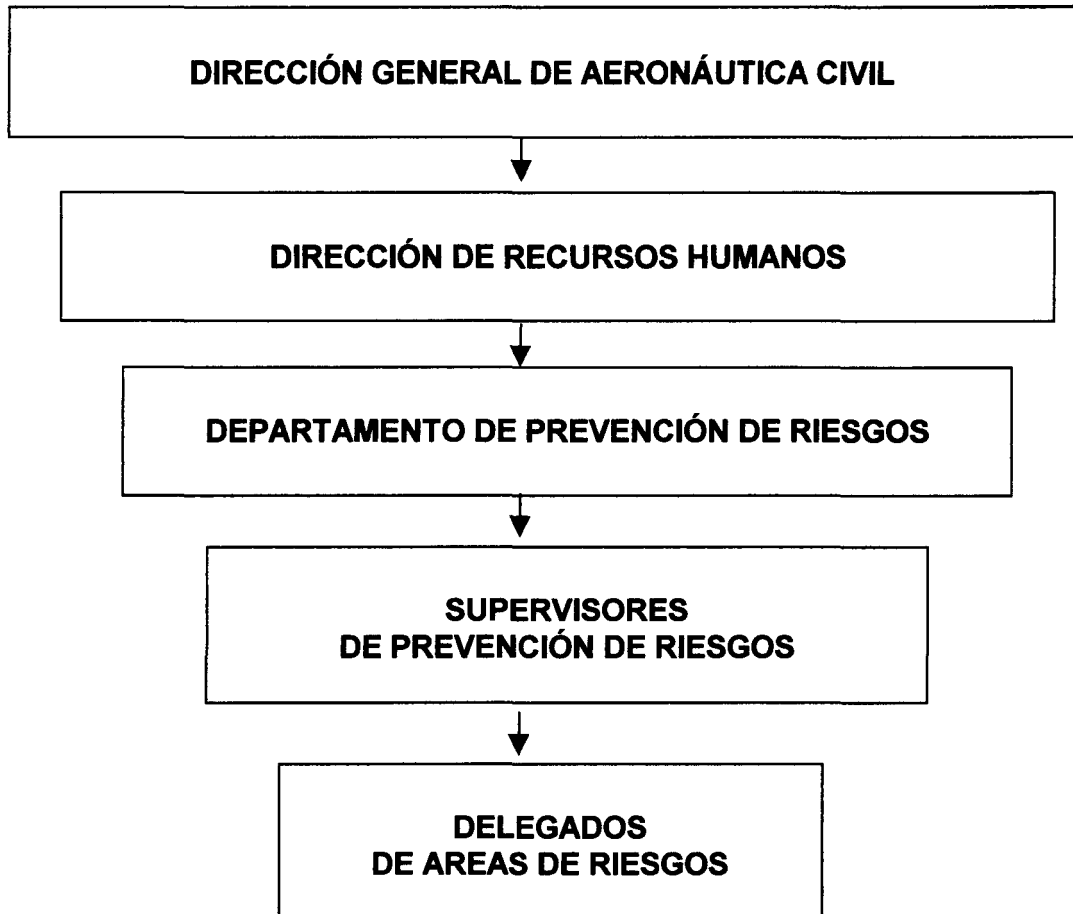 DIRECCIÓN GENERAL DE AERONÁUTICA CIVIL
DIRECCIÓN DE RECURSOS HUMANOS
DEPARTAMENTO DE PREVENCIÓN DE RIESGOS
SUPERVISORES
DE PREVENCIÓN DE RIESGOS
DELEGADOS
DE AREAS DE RIESGOS